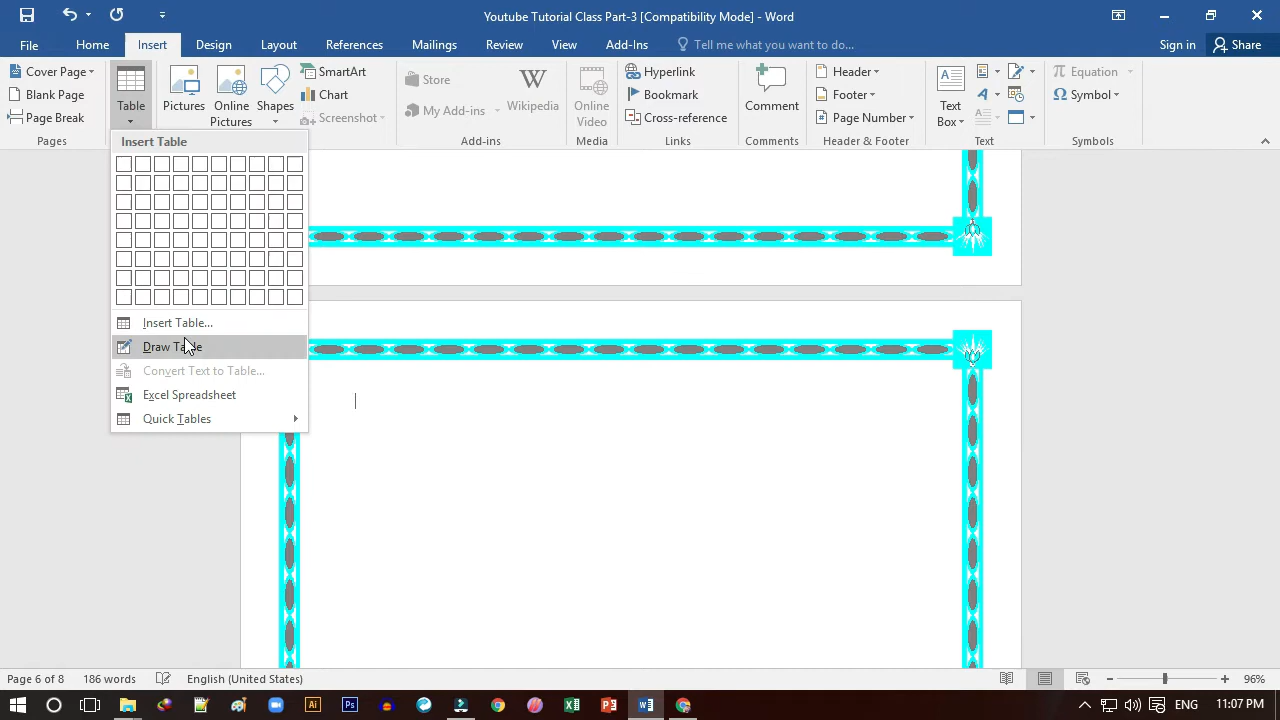 Youtube Tutorial Class Part-3 [Compatibility Mode] - Word
File Home Insert Design Layout References Mailings Review View Add-Ins Tell me what you want to do... Sign in Share
Cover Page
Blank Page
Page Break
Pages
Table
Pictures
Online
Pictures
Shapes
SmartArt
Chart
Screenshot
Store
My Add-ins
Wikipedia
Add-ins
Online
Video
Media
Hyperlink
Bookmark
Cross-reference
Links
Comment
Comments
Header
Footer
Page Number
Header & Footer
Text
Box
A
Text
Equation
Symbol
Symbols
Insert Table
Insert Table...
Draw Table
Convert Text to Table...
Excel Spreadsheet
Quick Tables
Page 6 of 8 186 words English (United States) 96%
Ai Ps ENG 11:07 PM